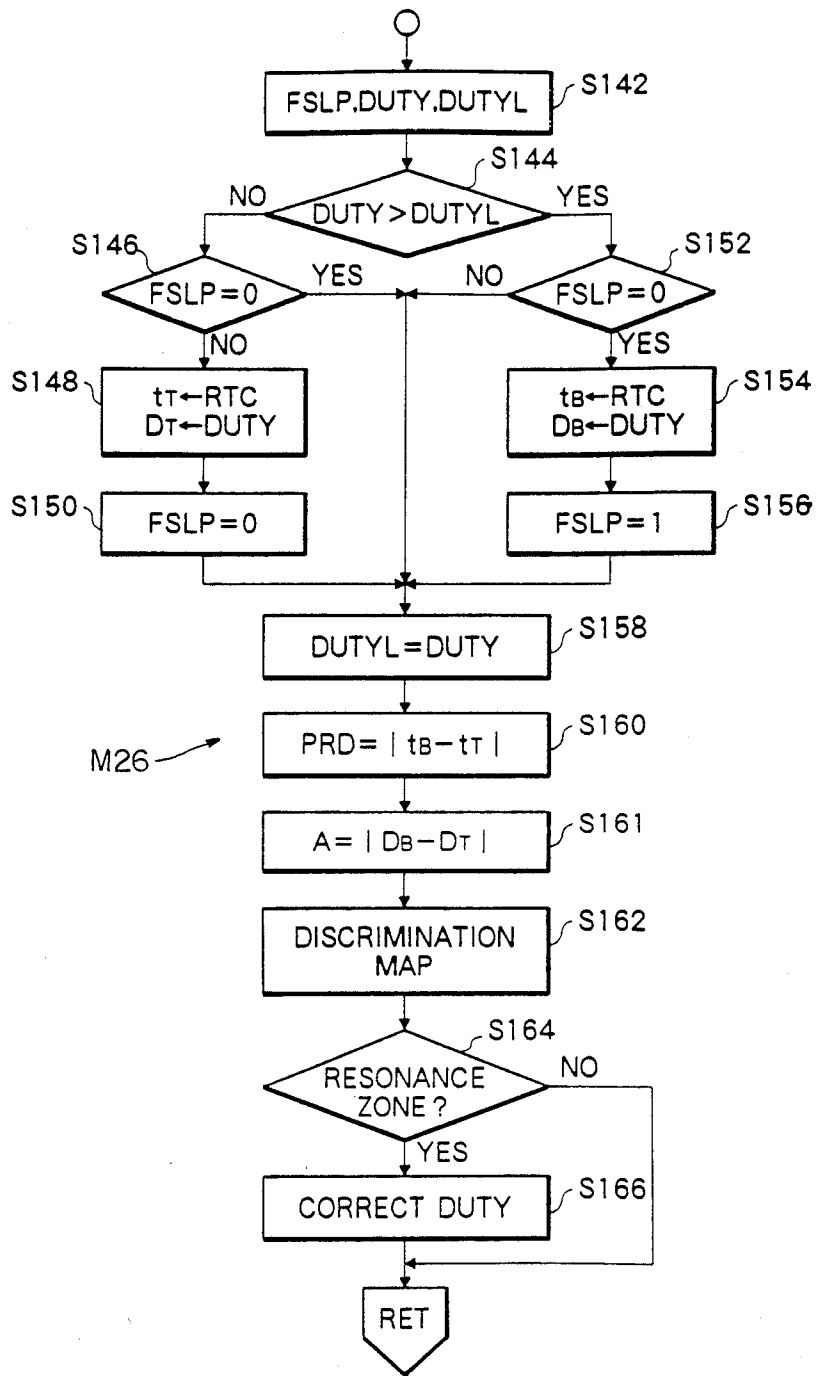 S142
FSLP,DUTY,DUTYL
S144
NO
YES
DUTY>DUTYL
S146
S152
FSLP=0
YES
NO
FSLP=0
NO
YES
S148
tT←RTC
DT←DUTY
S154
tB←RTC
DB←DUTY
S150
FSLP=0
S156
FSLP=1
S158
DUTYL=DUTY
S160
PRD=|tB-tT|
M26
S161
A=|DB-DT|
S162
DISCRIMINATION
MAP
S164
RESONANCE
ZONE?
NO
YES
S166
CORRECT DUTY
RET